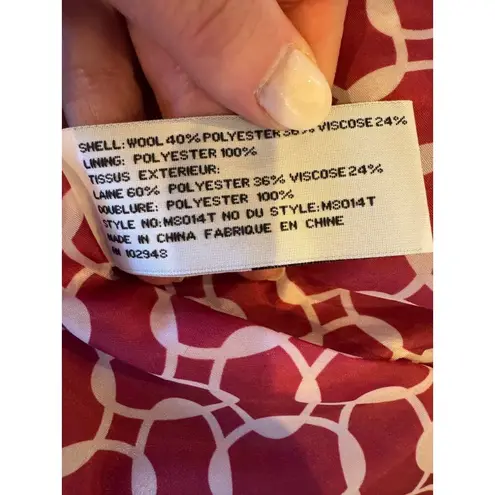 SHELL: WOOL 40% POLYESTER 36% VISCOSE 24%
LINING: POLYESTER 100%
TISSUS EXTERIEUR:
LAINE 60% POLYESTER 36% VISCOSE 24%
DOUBLURE: POLYESTER 100%
STYLE NO: M8014T NO DU STYLE: M8014T
MADE IN CHINA FABRIQUE EN CHINE
102948